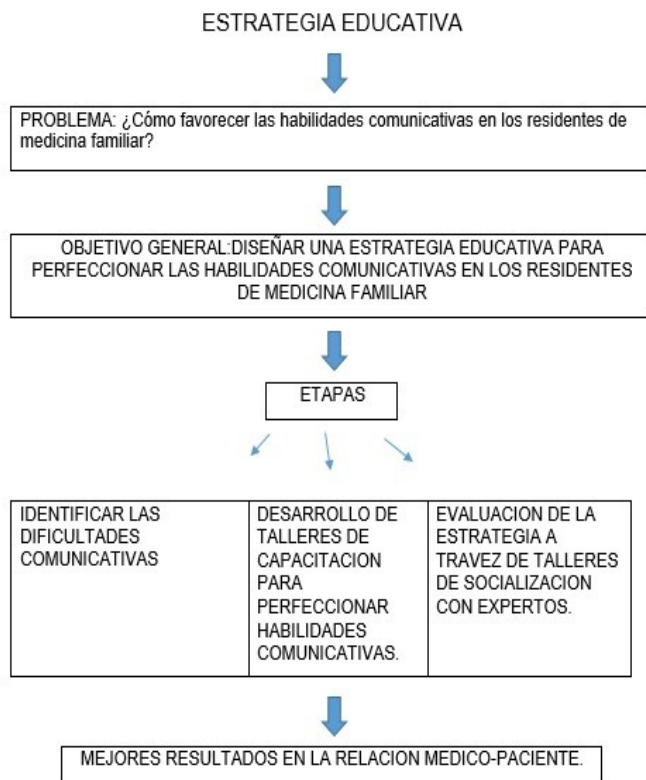 ESTRATEGIA EDUCATIVA
PROBLEMA: ¿Cómo favorecer las habilidades comunicativas en los residentes de
medicina familiar?
OBJETIVO GENERAL:DISEÑAR UNA ESTRATEGIA EDUCATIVA PARA
PERFECCIONAR LAS HABILIDADES COMUNICATIVAS EN LOS RESIDENTES
DE MEDICINA FAMILIAR
ETAPAS
IDENTIFICAR LAS
DIFICULTADES
COMUNICATIVAS
DESARROLLO DE
TALLERES DE
CAPACITACION
PARA
PERFECCIONAR
HABILIDADES
COMUNICATIVAS.
EVALUACION DE LA
ESTRATEGIA A
TRAVEZ DE TALLERES
DE SOCIALIZACION
CON EXPERTOS.
MEJORES RESULTADOS EN LA RELACION MEDICO-PACIENTE.